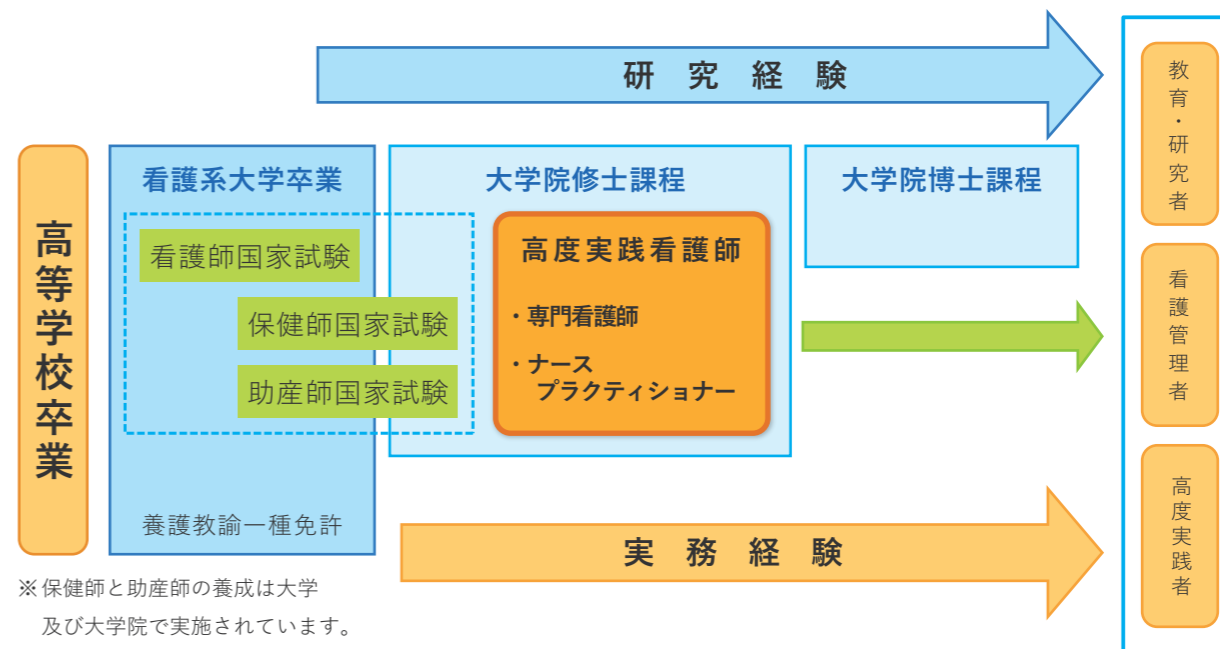 研究経験
高等学校卒業
看護系大学卒業
看護師国家試験
保健師国家試験
助産師国家試験
養護教諭一種免許
大学院修士課程
高度実践看護師
・専門看護師
・ナース
プラクティショナー
大学院博士課程
実務経験
教育・研究者
看護管理者
高度実践者
※保健師と助産師の養成は大学
及び大学院で実施されています。